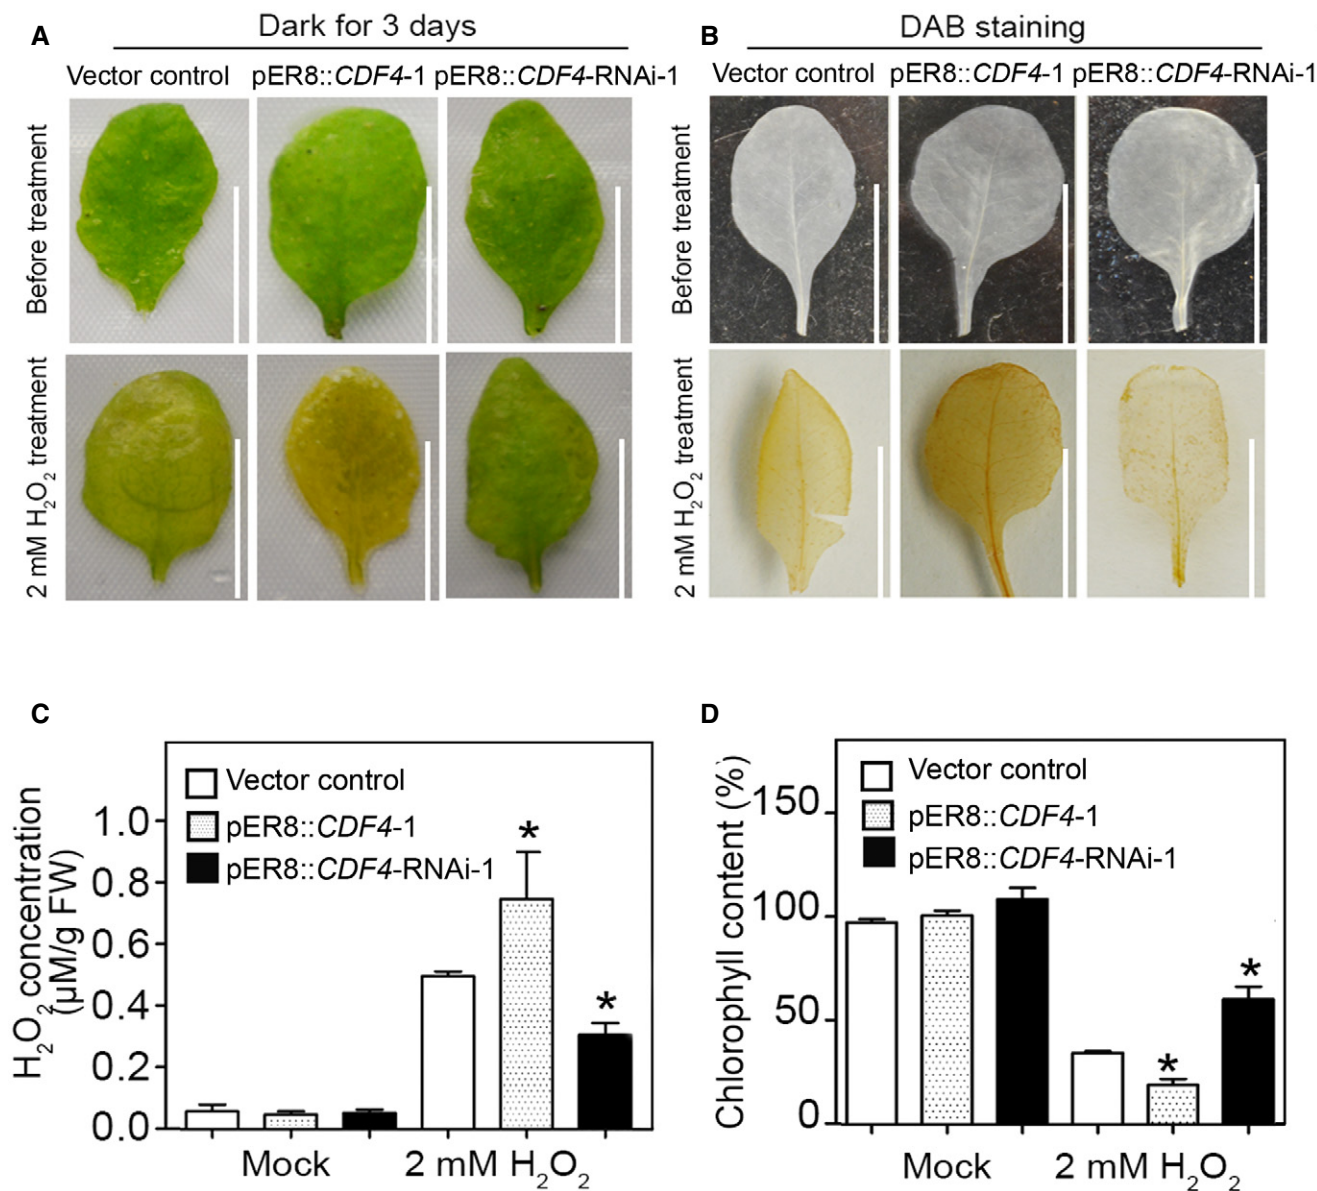 A
Dark for 3 days
Vector control pER8::CDF4-1 pER8::CDF4-RNAi-1
Before treatment
2 mM H₂O₂ treatment
B
DAB staining
Vector control pER8::CDF4-1 pER8::CDF4-RNAi-1
Before treatment
2 mM H₂O₂ treatment
C
H₂O₂ concentration
(µM/g FW)
1.0
0.8
0.6
0.4
0.2
0.0
Vector control
pER8::CDF4-1
pER8::CDF4-RNAi-1
*
*
Mock 2 mM H₂O₂
D
Chlorophyll content (%)
150
100
50
0
Vector control
pER8::CDF4-1
pER8::CDF4-RNAi-1
*
*
Mock 2 mM H₂O₂